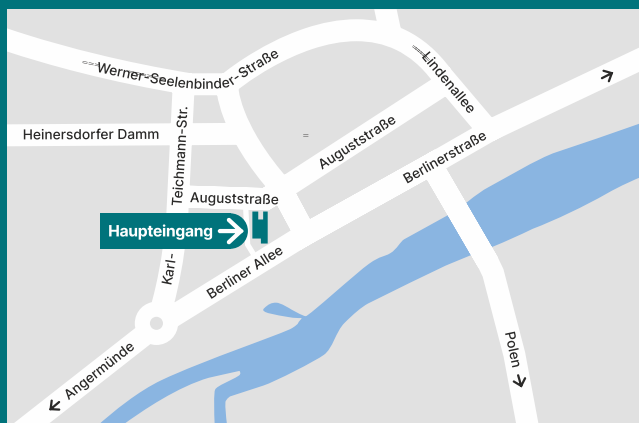 Werner-Seelenbinder-Straße
Lindenallee
Heinersdorfer Damm
Karl-Teichmann-Str.
Auguststraße
Berlinerstraße
Auguststraße
Haupteingang
Berliner Allee
Polen
Angermünde